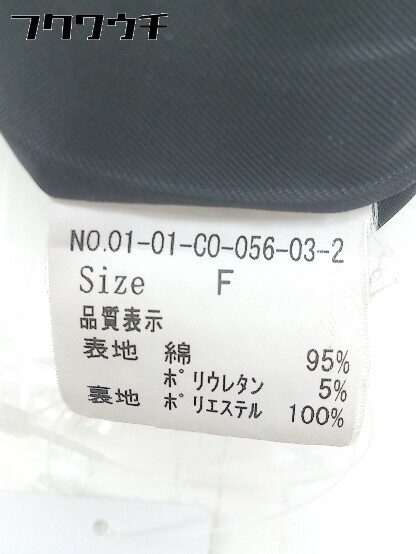 フクワウチ
NO.01-01-CO-056-03-2
Size F
品質表示
表地 綿 95%
ポリウレタン 5%
裏地 ポリエステル 100%